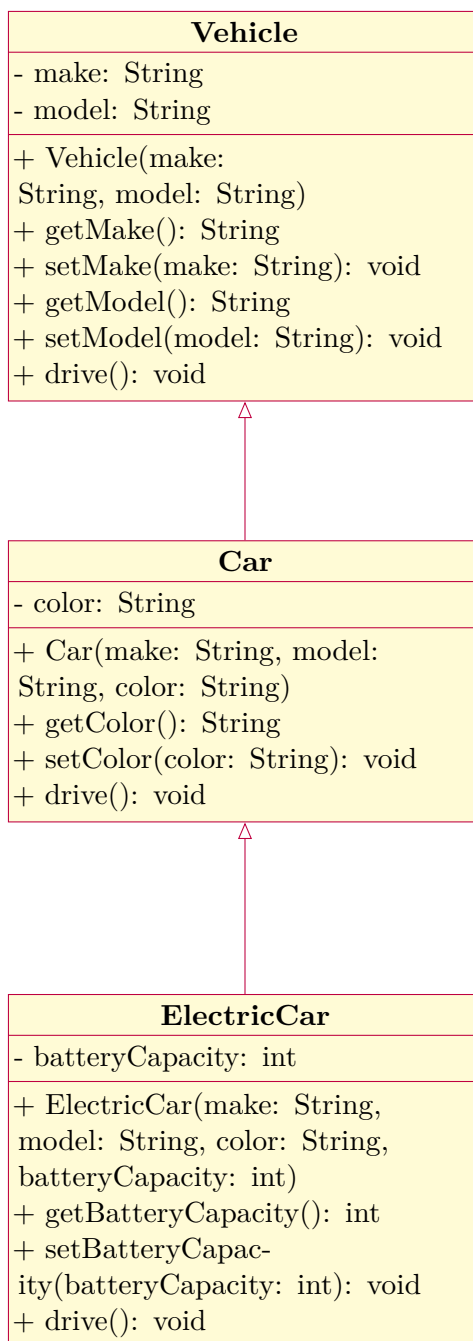 Vehicle
- make: String
- model: String
+ Vehicle(make:
String, model: String)
+ getMake(): String
+ setMake(make: String): void
+ getModel(): String
+ setModel(model: String): void
+ drive(): void
Car
- color: String
+ Car(make: String, model:
String, color: String)
+ getColor(): String
+ setColor(color: String): void
+ drive(): void
ElectricCar
- batteryCapacity: int
+ ElectricCar(make: String,
model: String, color: String,
batteryCapacity: int)
+ getBatteryCapacity(): int
+ setBatteryCapac-
ity(batteryCapacity: int): void
+ drive(): void